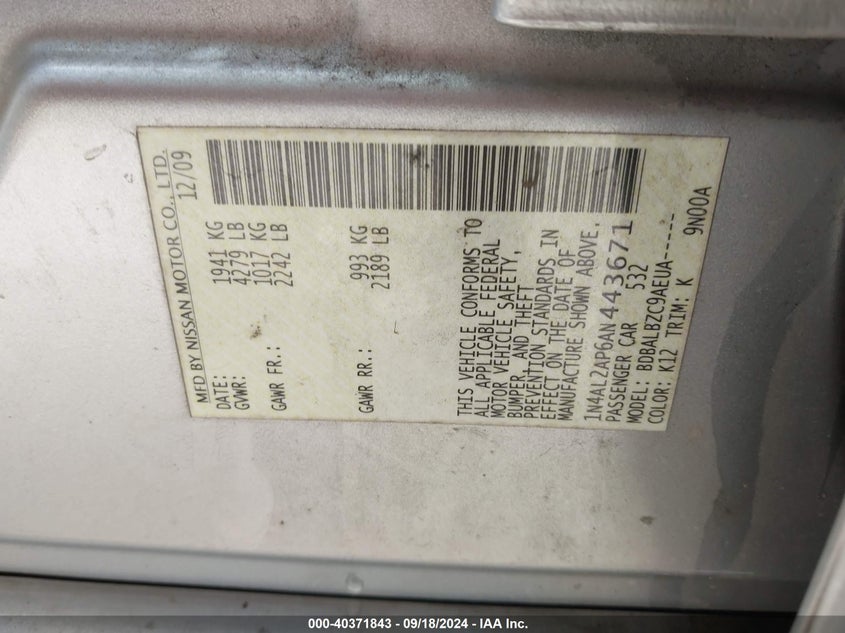 MFD BY NISSAN MOTOR CO., LTD.
DATE: 12/09
GVWR: 1941 KG
4279 LB
GAWR FR.: 1017 KG
2242 LB
GAWR RR.: 993 KG
2189 LB
THIS VEHICLE CONFORMS TO
ALL APPLICABLE FEDERAL
MOTOR VEHICLE SAFETY,
BUMPER, AND THEFT
PREVENTION STANDARDS IN
EFFECT ON THE DATE OF
MANUFACTURE SHOWN ABOVE.
1N4AL2AP6AN443671
PASSENGER CAR 532
MODEL: BDBALBZC9AEUA-----
COLOR: K12 TRIM: K 9N00A
000-40371843 / 09/18/2024 - IAA Inc.